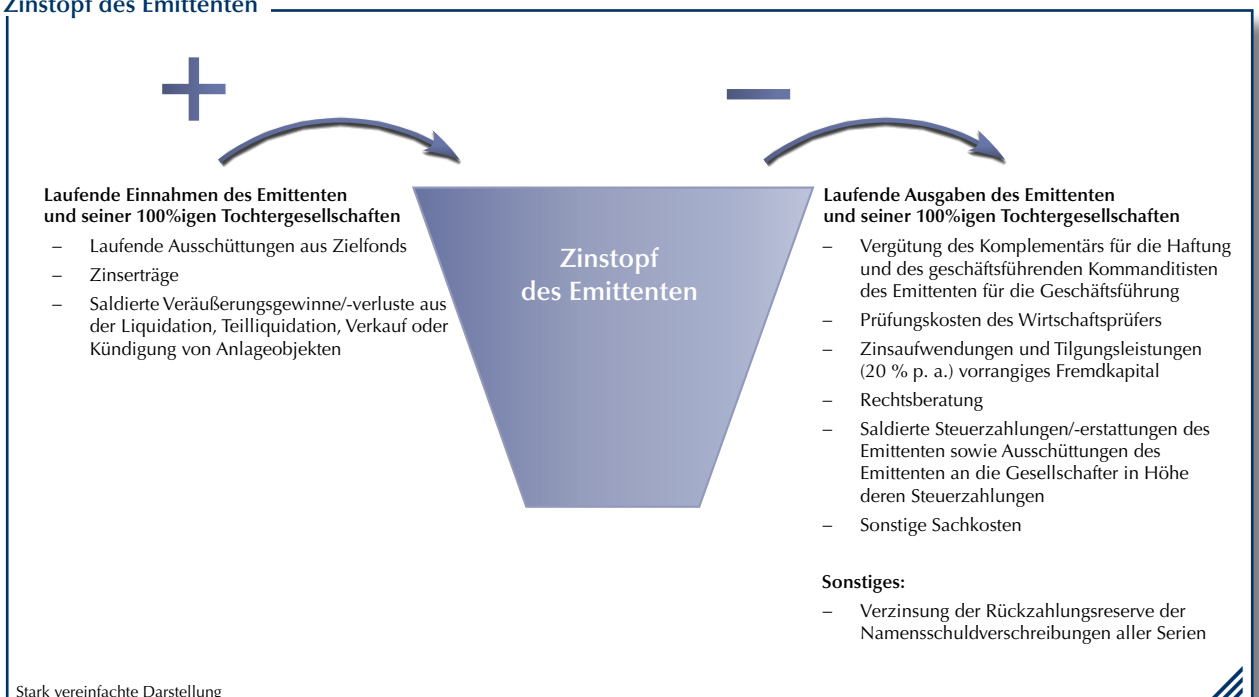 Zinstopf des Emittenten
+
–
Laufende Einnahmen des Emittenten
und seiner 100%igen Tochtergesellschaften
– Laufende Ausschüttungen aus Zielfonds
– Zinserträge
– Saldierte Veräußerungsgewinne/-verluste aus
der Liquidation, Teilliquidation, Verkauf oder
Kündigung von Anlageobjekten
Zinstopf
des Emittenten
Laufende Ausgaben des Emittenten
und seiner 100%igen Tochtergesellschaften
– Vergütung des Komplementärs für die Haftung
und des geschäftsführenden Kommanditisten
des Emittenten für die Geschäftsführung
– Prüfungskosten des Wirtschaftsprüfers
– Zinsaufwendungen und Tilgungsleistungen
(20 % p. a.) vorrangiges Fremdkapital
– Rechtsberatung
– Saldierte Steuerzahlungen/-erstattungen des
Emittenten sowie Ausschüttungen des
Emittenten an die Gesellschafter in Höhe
deren Steuerzahlungen
– Sonstige Sachkosten
Sonstiges:
– Verzinsung der Rückzahlungsreserve der
Namensschuldverschreibungen aller Serien
Stark vereinfachte Darstellung